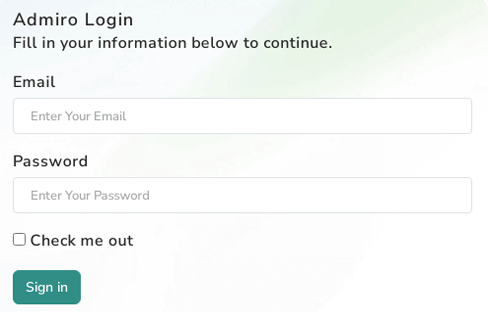 Admiro Login
Fill in your information below to continue.
Email
Enter Your Email
Password
Enter Your Password
Check me out
Sign in